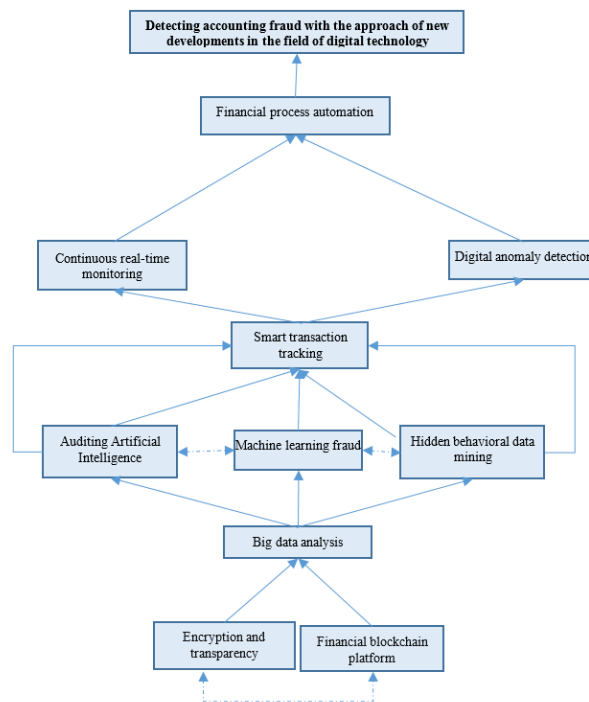 Detecting accounting fraud with the approach of new
developments in the field of digital technology
Financial process automation
Continuous real-time
monitoring
Digital anomaly detection
Smart transaction
tracking
Auditing Artificial
Intelligence
Machine learning fraud
Hidden behavioral data
mining
Big data analysis
Encryption and
transparency
Financial blockchain
platform